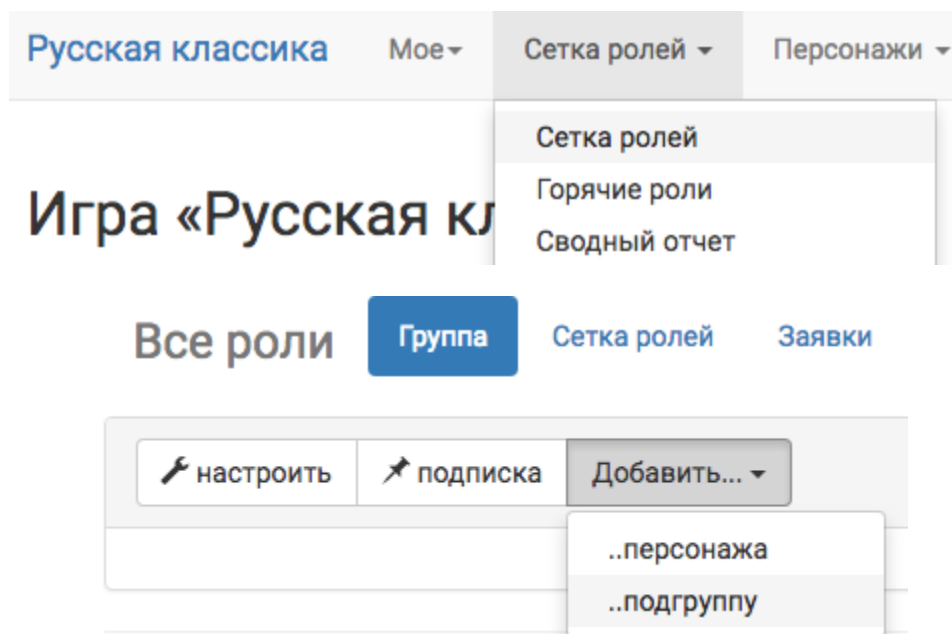 Русская классика Мое Сетка ролей Персонажи
Сетка ролей
Горячие роли
Игра «Русская кл
Сводный отчет
Все роли Группа Сетка ролей Заявки
настроить подписка Добавить...
..персонажа
..подгруппу